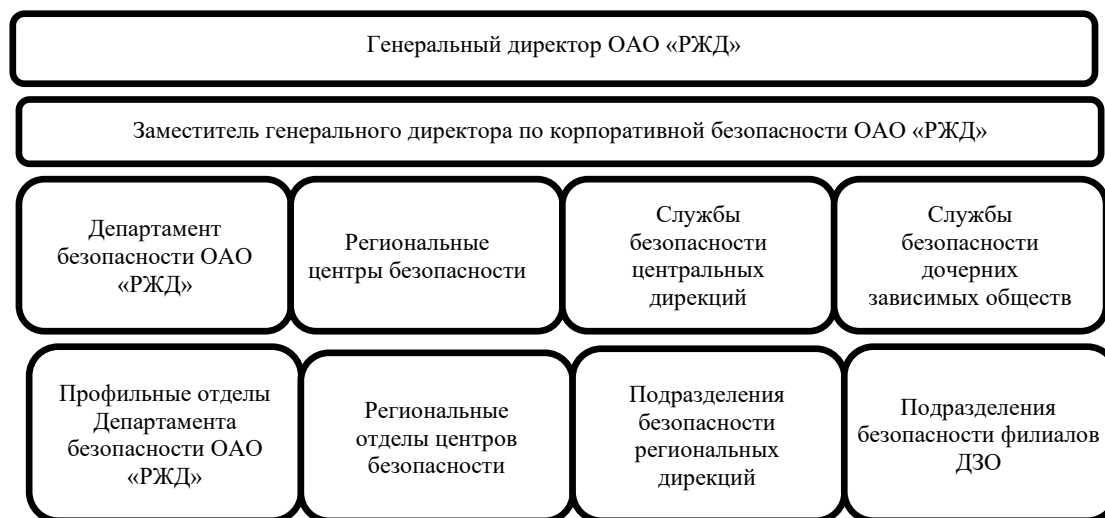 Генеральный директор ОАО «РЖД»
Заместитель генерального директора по корпоративной безопасности ОАО «РЖД»
Департамент
безопасности ОАО
«РЖД»
Региональные
центры безопасности
Службы
безопасности
центральных
дирекций
Службы
безопасности
дочерних
зависимых обществ
Профильные отделы
Департамента
безопасности ОАО
«РЖД»
Региональные
отделы центров
безопасности
Подразделения
безопасности
региональных
дирекций
Подразделения
безопасности филиалов
ДЗО